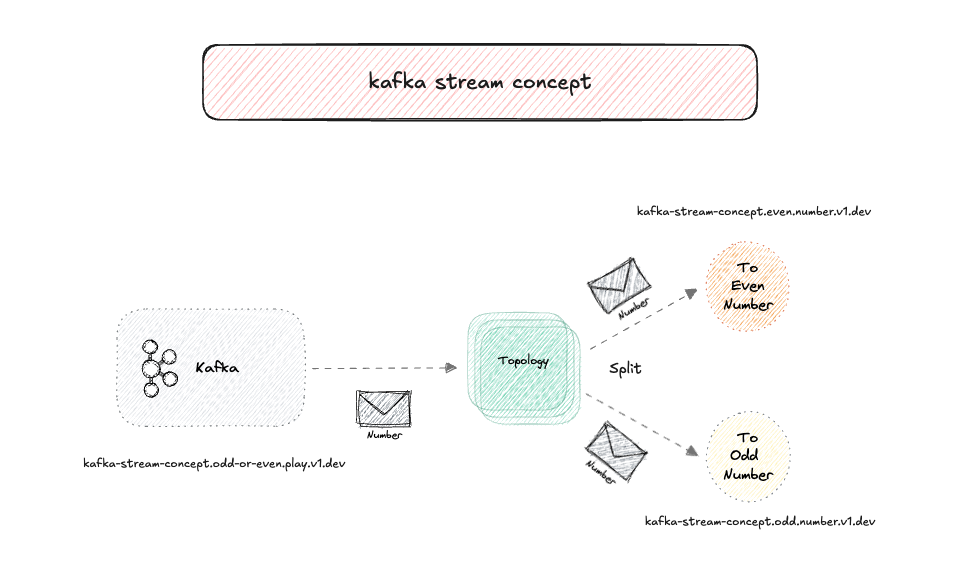 kafka stream concept
kafka-stream-concept.even.number.v1.dev
To
Even
Number
Number
Kafka
Topology
Split
Number
kafka-stream-concept.odd-or-even.play.v1.dev
Number
To
Odd
Number
kafka-stream-concept.odd.number.v1.dev